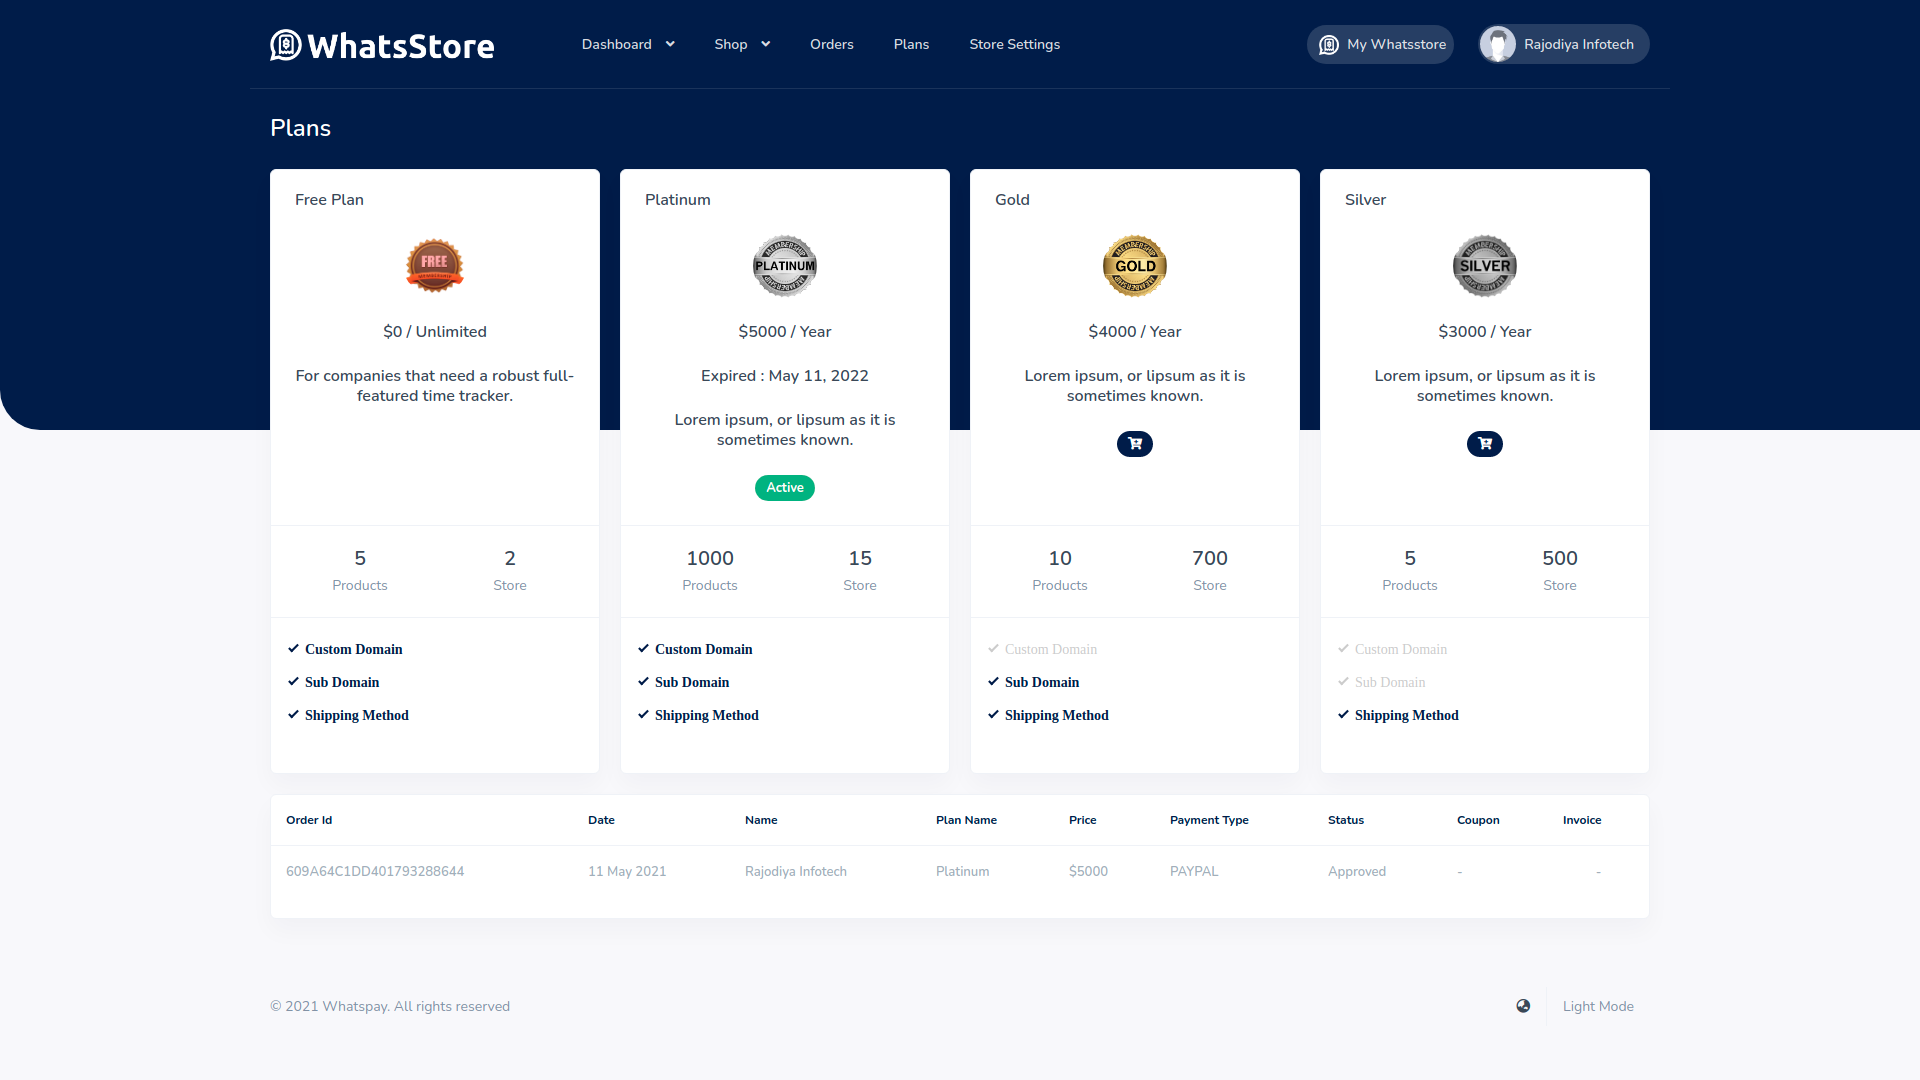 WhatsStore
Dashboard Shop Orders Plans Store Settings My Whatsstore Rajodiya Infotech
Plans
Free Plan
FREE
$0 / Unlimited
For companies that need a robust full-
featured time tracker.
5 2
Products Store
Custom Domain
Sub Domain
Shipping Method
Platinum
MEMBERSHIP
PLATINUM
MEMBERSHIP
$5000 / Year
Expired : May 11, 2022
Lorem ipsum, or lipsum as it is
sometimes known.
Active
1000 15
Products Store
Custom Domain
Sub Domain
Shipping Method
Gold
MEMBERSHIP
GOLD
MEMBERSHIP
$4000 / Year
Lorem ipsum, or lipsum as it is
sometimes known.
10 700
Products Store
Custom Domain
Sub Domain
Shipping Method
Silver
MEMBERSHIP
SILVER
MEMBERSHIP
$3000 / Year
Lorem ipsum, or lipsum as it is
sometimes known.
5 500
Products Store
Custom Domain
Sub Domain
Shipping Method
Order Id Date Name Plan Name Price Payment Type Status Coupon Invoice
609A64C1DD401793288644 11 May 2021 Rajodiya Infotech Platinum $5000 PAYPAL Approved - -
© 2021 Whatspay. All rights reserved Light Mode